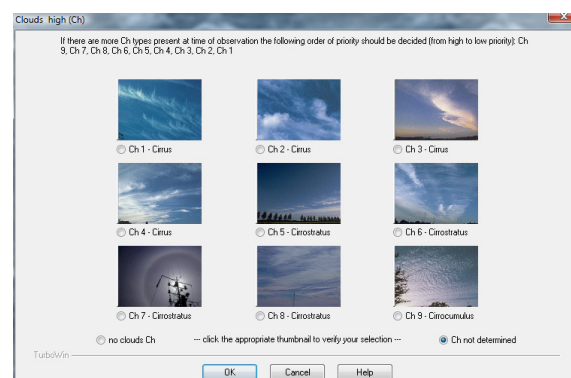 Clouds high (Ch)
If there are more Ch types present at time of observation the following order of priority should be decided (from high to low priority): Ch
9, Ch 7, Ch 8, Ch 6, Ch 5, Ch 4, Ch 3, Ch 2, Ch 1
Ch 1 - Cirrus
Ch 2 - Cirrus
Ch 3 - Cirrus
Ch 4 - Cirrus
Ch 5 - Cirrostratus
Ch 6 - Cirrostratus
Ch 7 - Cirrostratus
Ch 8 - Cirrostratus
Ch 9 - Cirrocumulus
no clouds Ch
--- click the appropriate thumbnail to verify your selection ---
Ch not determined
TurboWin
OK
Cancel
Help